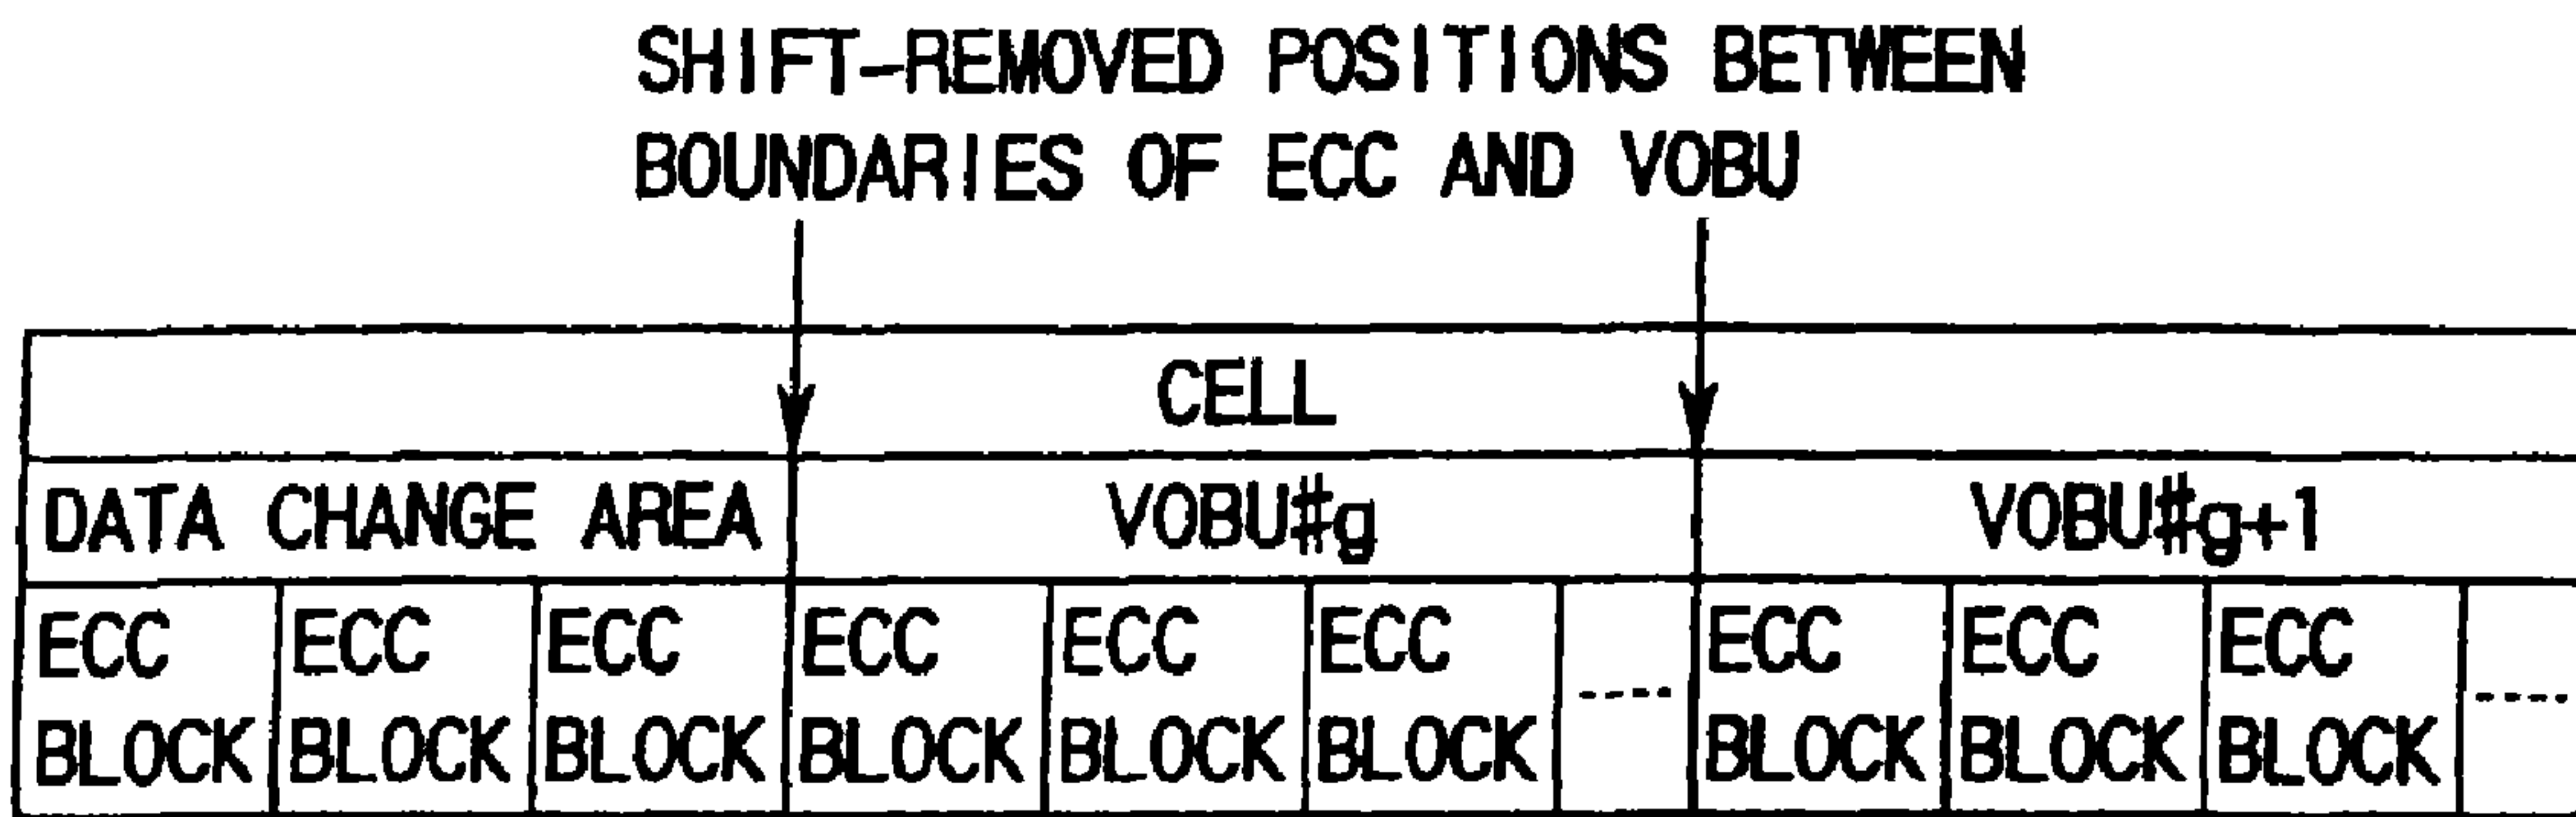 SHIFT-REMOVED POSITIONS BETWEEN
BOUNDARIES OF ECC AND VOBU
CELL
DATA CHANGE AREA VOBU#g VOBU#g+1
ECC ECC ECC ECC ECC ECC ECC ECC ECC
BLOCK BLOCK BLOCK BLOCK BLOCK BLOCK ---- BLOCK BLOCK BLOCK ----